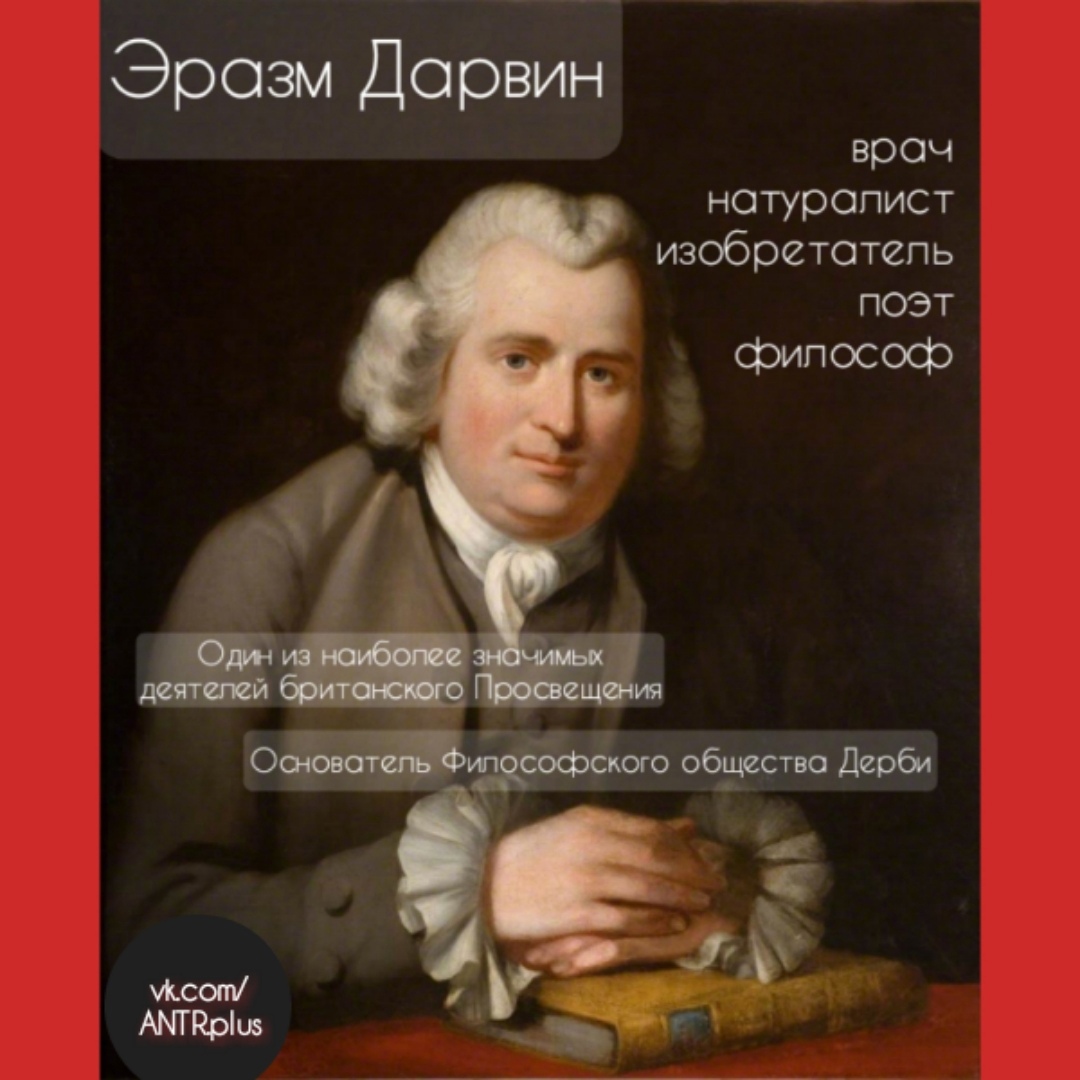 Эразм Дарвин
врач
натуралист
изобретатель
поэт
философ
Один из наиболее значимых
деятелей британского Просвещения
Основатель Философского общества Дерби
vk.com/
ANTR.plus